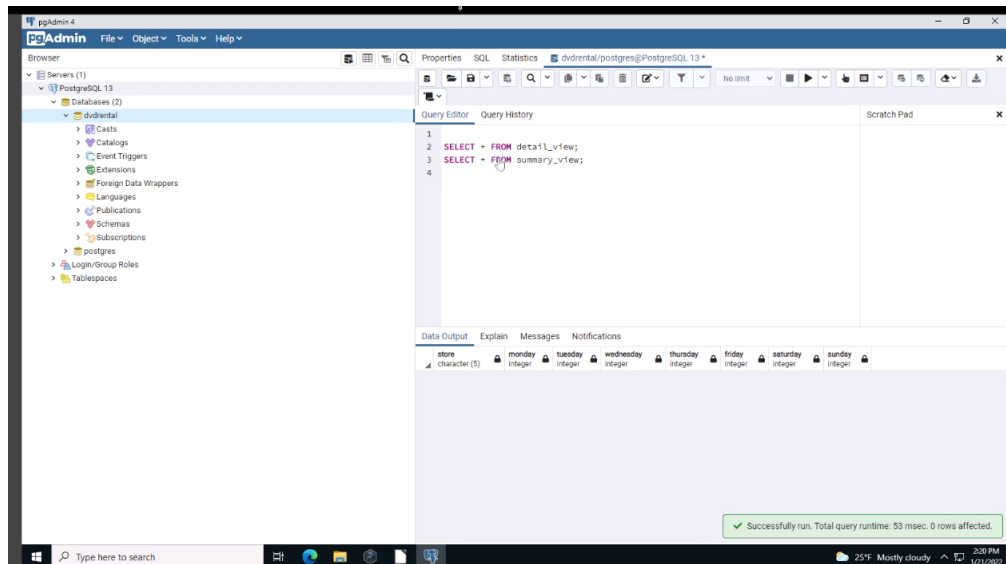 pgAdmin 4
pgAdmin File Object Tools Help
Browser
Properties SQL Statistics dvdrental/postgres@PostgreSQL 13 *
Servers (1)
PostgreSQL 13
Databases (2)
dvdrental
Casts
Catalogs
Event Triggers
Extensions
Foreign Data Wrappers
Languages
Publications
Schemas
Subscriptions
postgres
Login/Group Roles
Tablespaces
No limit
Query Editor Query History
Scratch Pad
1
2 SELECT * FROM detail_view;
3 SELECT * FROM summary_view;
4
Data Output Explain Messages Notifications
store monday tuesday wednesday thursday friday saturday sunday
character (5) integer integer integer integer integer integer integer
Successfully run. Total query runtime: 53 msec. 0 rows affected.
Type here to search
25°F Mostly cloudy
2:20 PM
1/21/2022